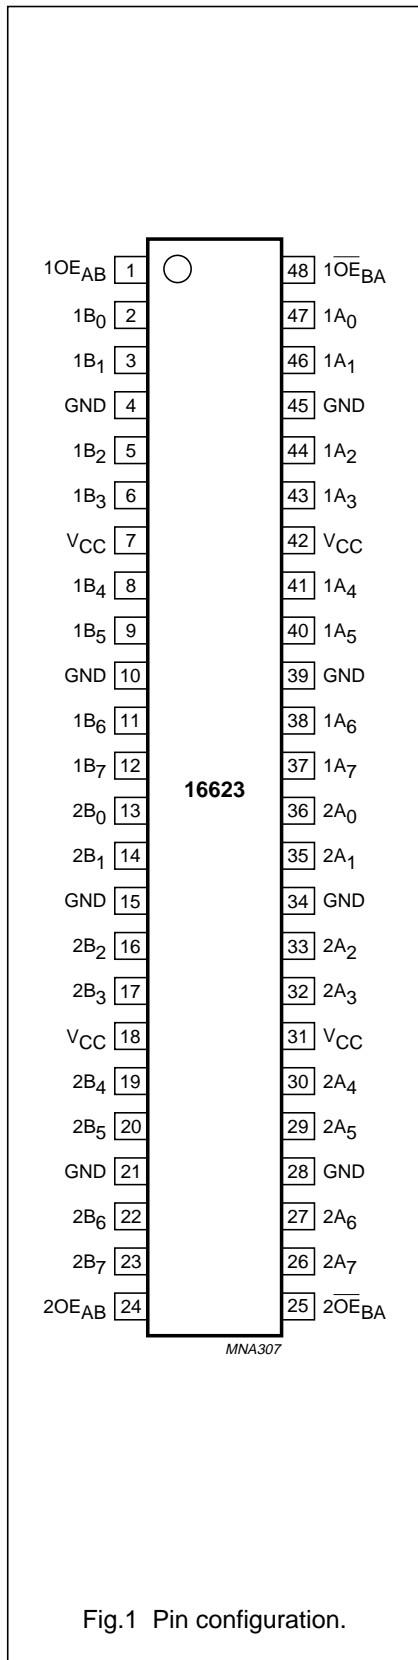 1OE_AB 1 48 1O̅E̅_BA
1B0 2 47 1A0
1B1 3 46 1A1
GND 4 45 GND
1B2 5 44 1A2
1B3 6 43 1A3
VCC 7 42 VCC
1B4 8 41 1A4
1B5 9 40 1A5
GND 10 39 GND
1B6 11 38 1A6
1B7 12 37 1A7
16623
2B0 13 36 2A0
2B1 14 35 2A1
GND 15 34 GND
2B2 16 33 2A2
2B3 17 32 2A3
VCC 18 31 VCC
2B4 19 30 2A4
2B5 20 29 2A5
GND 21 28 GND
2B6 22 27 2A6
2B7 23 26 2A7
2OE_AB 24 25 2O̅E̅_BA
MNA307
Fig.1 Pin configuration.